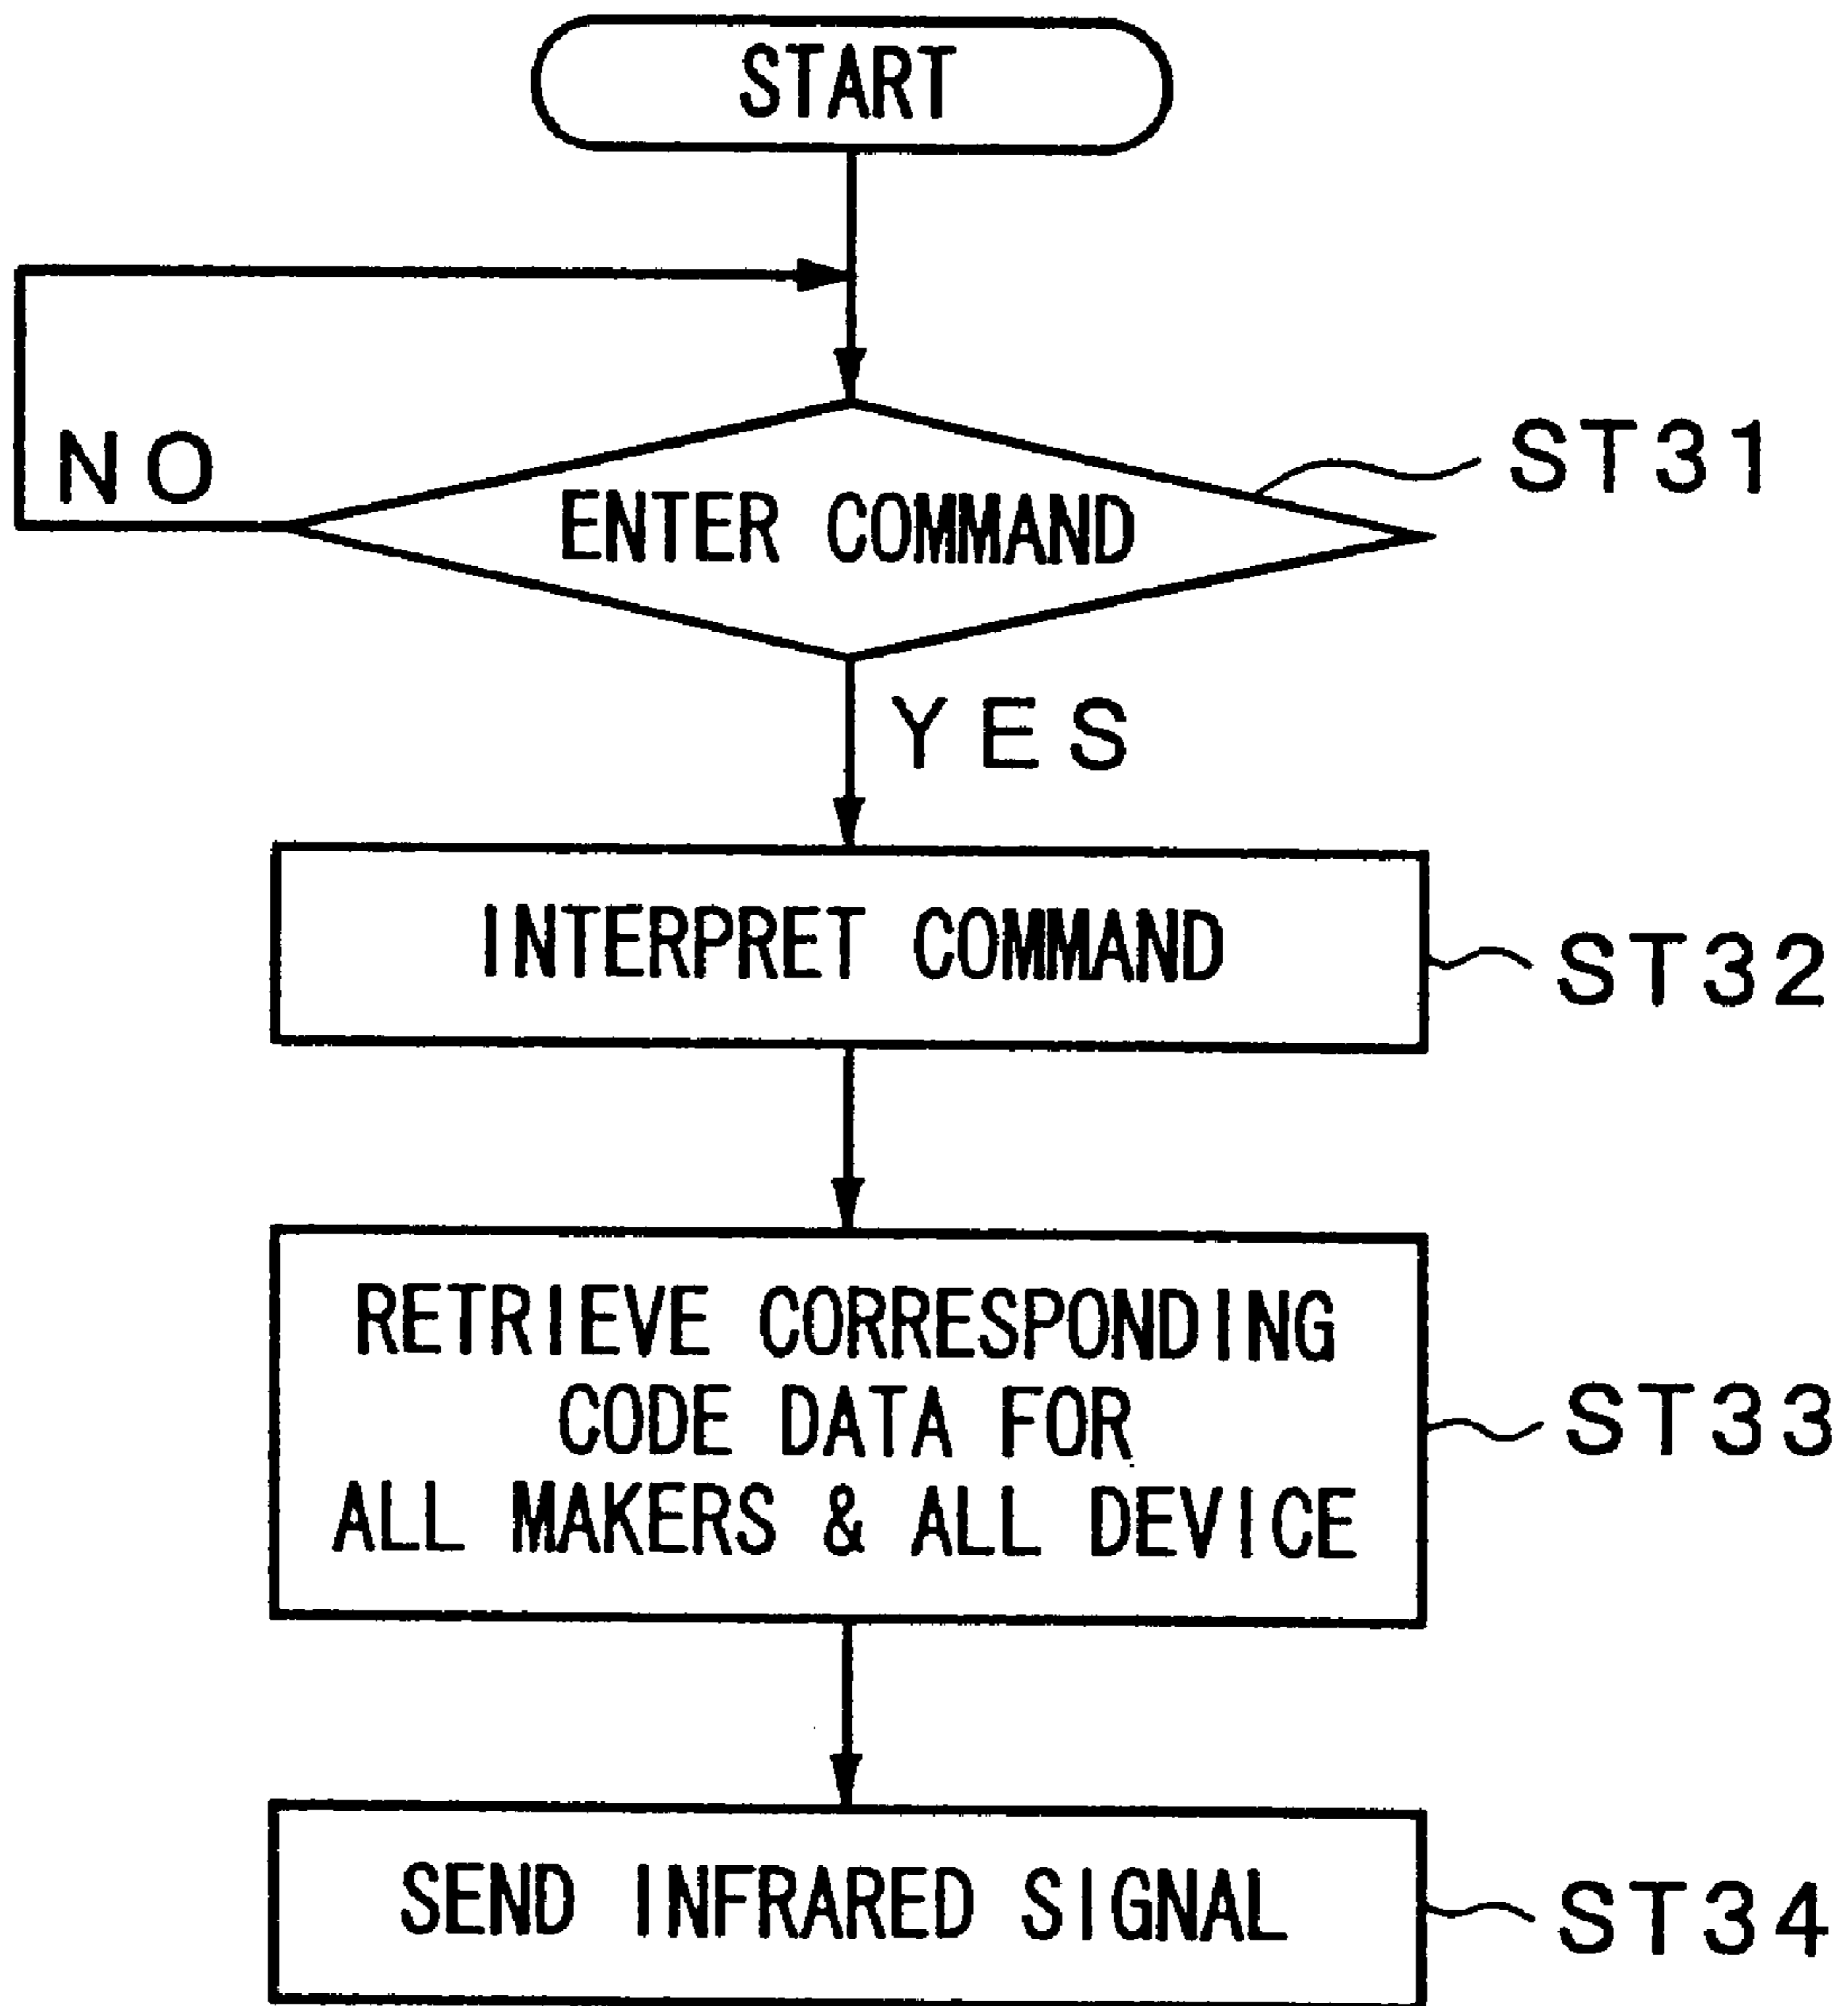 START
NO
ENTER COMMAND
ST31
YES
INTERPRET COMMAND
ST32
RETRIEVE CORRESPONDING
CODE DATA FOR
ALL MAKERS & ALL DEVICE
ST33
SEND INFRARED SIGNAL
ST34